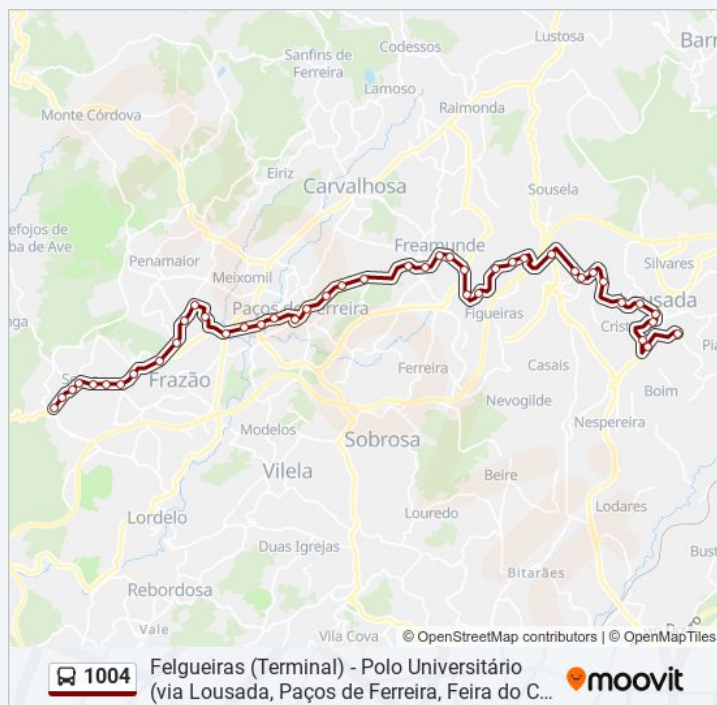 Lustosa
Barr
Codessos
Sanfins de
Ferreira
Lamoso
Monte Córdova
Raimonda
Eiriz
Carvalhosa
Sousela
efojos de
ba de Ave
Penamaior
Freamunde
Silvares
Meixomil
nga
Paços de Ferreira
Figueiras
usada
Crist
Pia
Se
Frazão
Ferreira
Casais
Boim
Nevogilde
Modelos
Sobrosa
Nespereira
Vilela
Beire
Lordelo
Louredo
Lodares
Duas Igrejas
Bust
Rebordosa
Bitarães
Vale
Vila Cova
© OpenStreetMap contributors | © OpenMapTiles
1004
Felgueiras (Terminal) - Polo Universitário
(via Lousada, Paços de Ferreira, Feira do C...
moovit